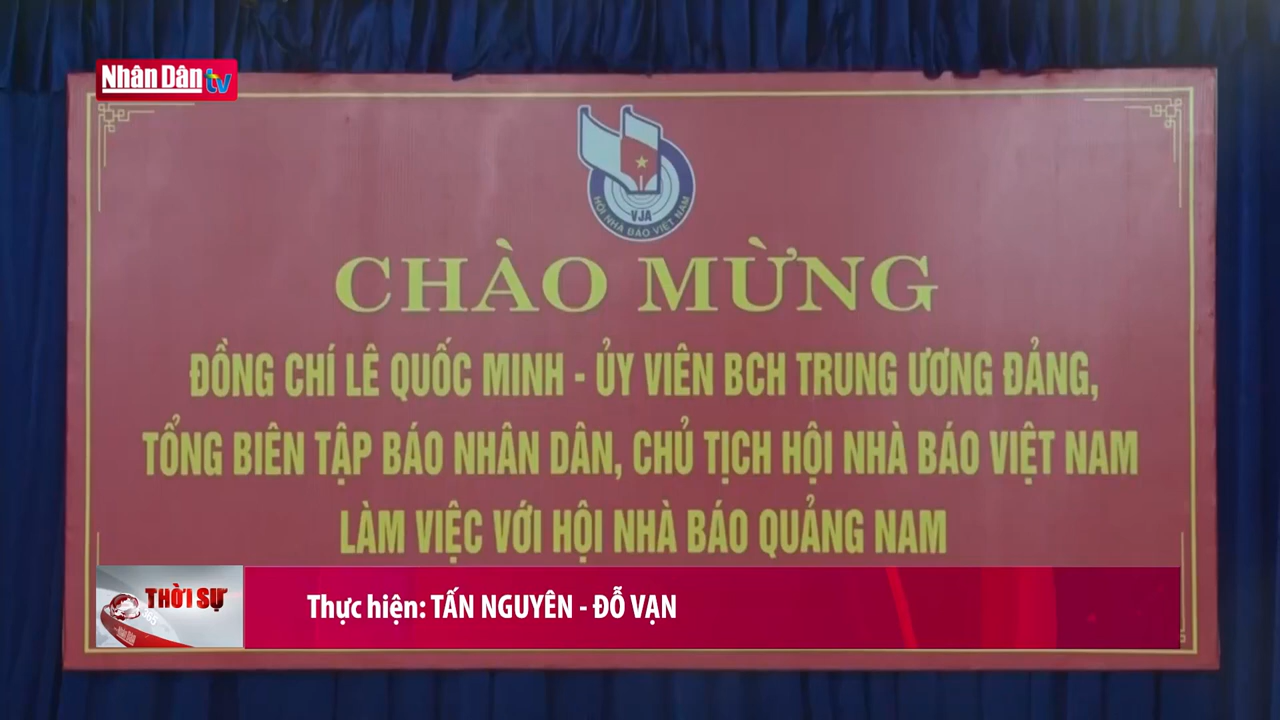 Nhân Dân tv
VJA
HỘI NHÀ BÁO VIỆT NAM
CHÀO MỪNG
ĐỒNG CHÍ LÊ QUỐC MINH - ỦY VIÊN BCH TRUNG ƯƠNG ĐẢNG,
TỔNG BIÊN TẬP BÁO NHÂN DÂN, CHỦ TỊCH HỘI NHÀ BÁO VIỆT NAM
LÀM VIỆC VỚI HỘI NHÀ BÁO QUẢNG NAM
THỜI SỰ
365
Thực hiện: TẤN NGUYÊN - ĐỖ VẠN